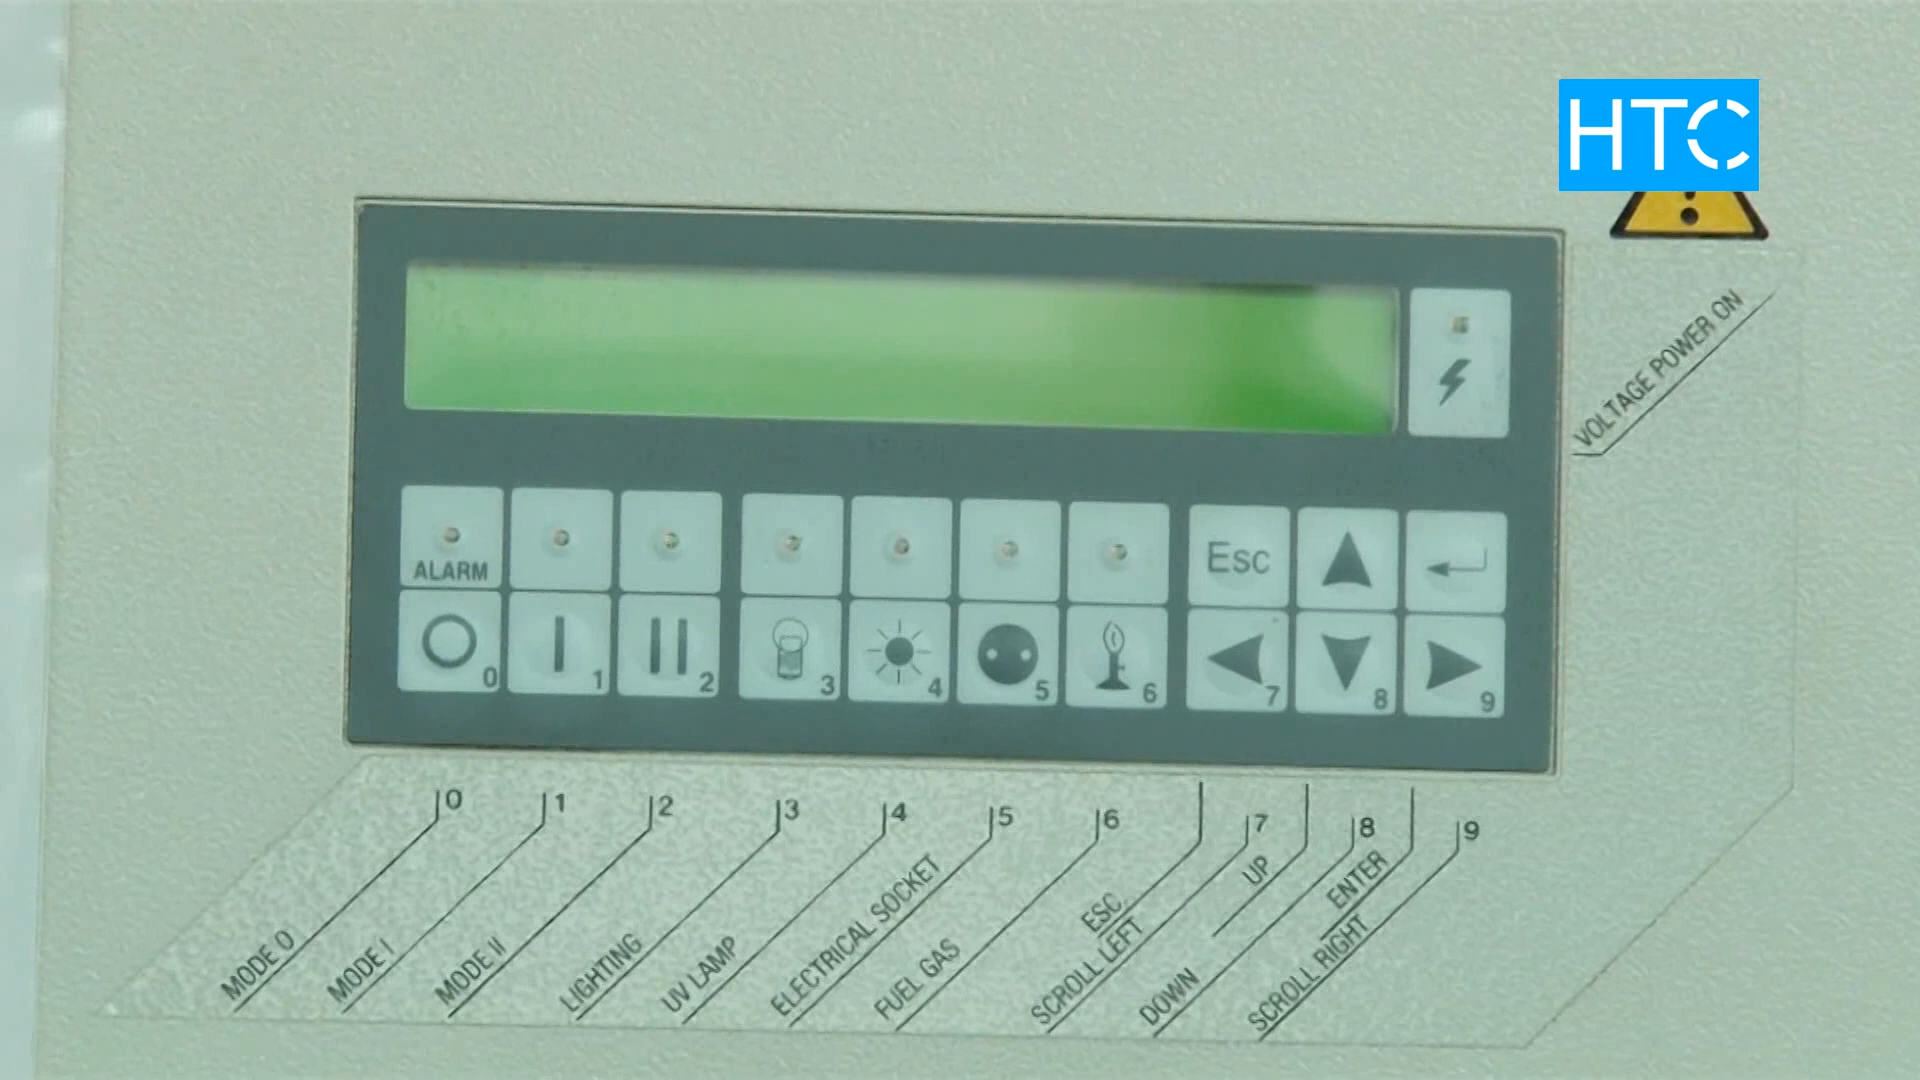 HTC
VOLTAGE POWER ON
ALARM
Esc
0
1
2
3
4
5
6
7
8
9
0
1
2
3
4
5
6
7
8
9
MODE 0
MODE I
MODE II
LIGHTING
UV LAMP
ELECTRICAL SOCKET
FUEL GAS
ESC
SCROLL LEFT
UP
DOWN
ENTER
SCROLL RIGHT